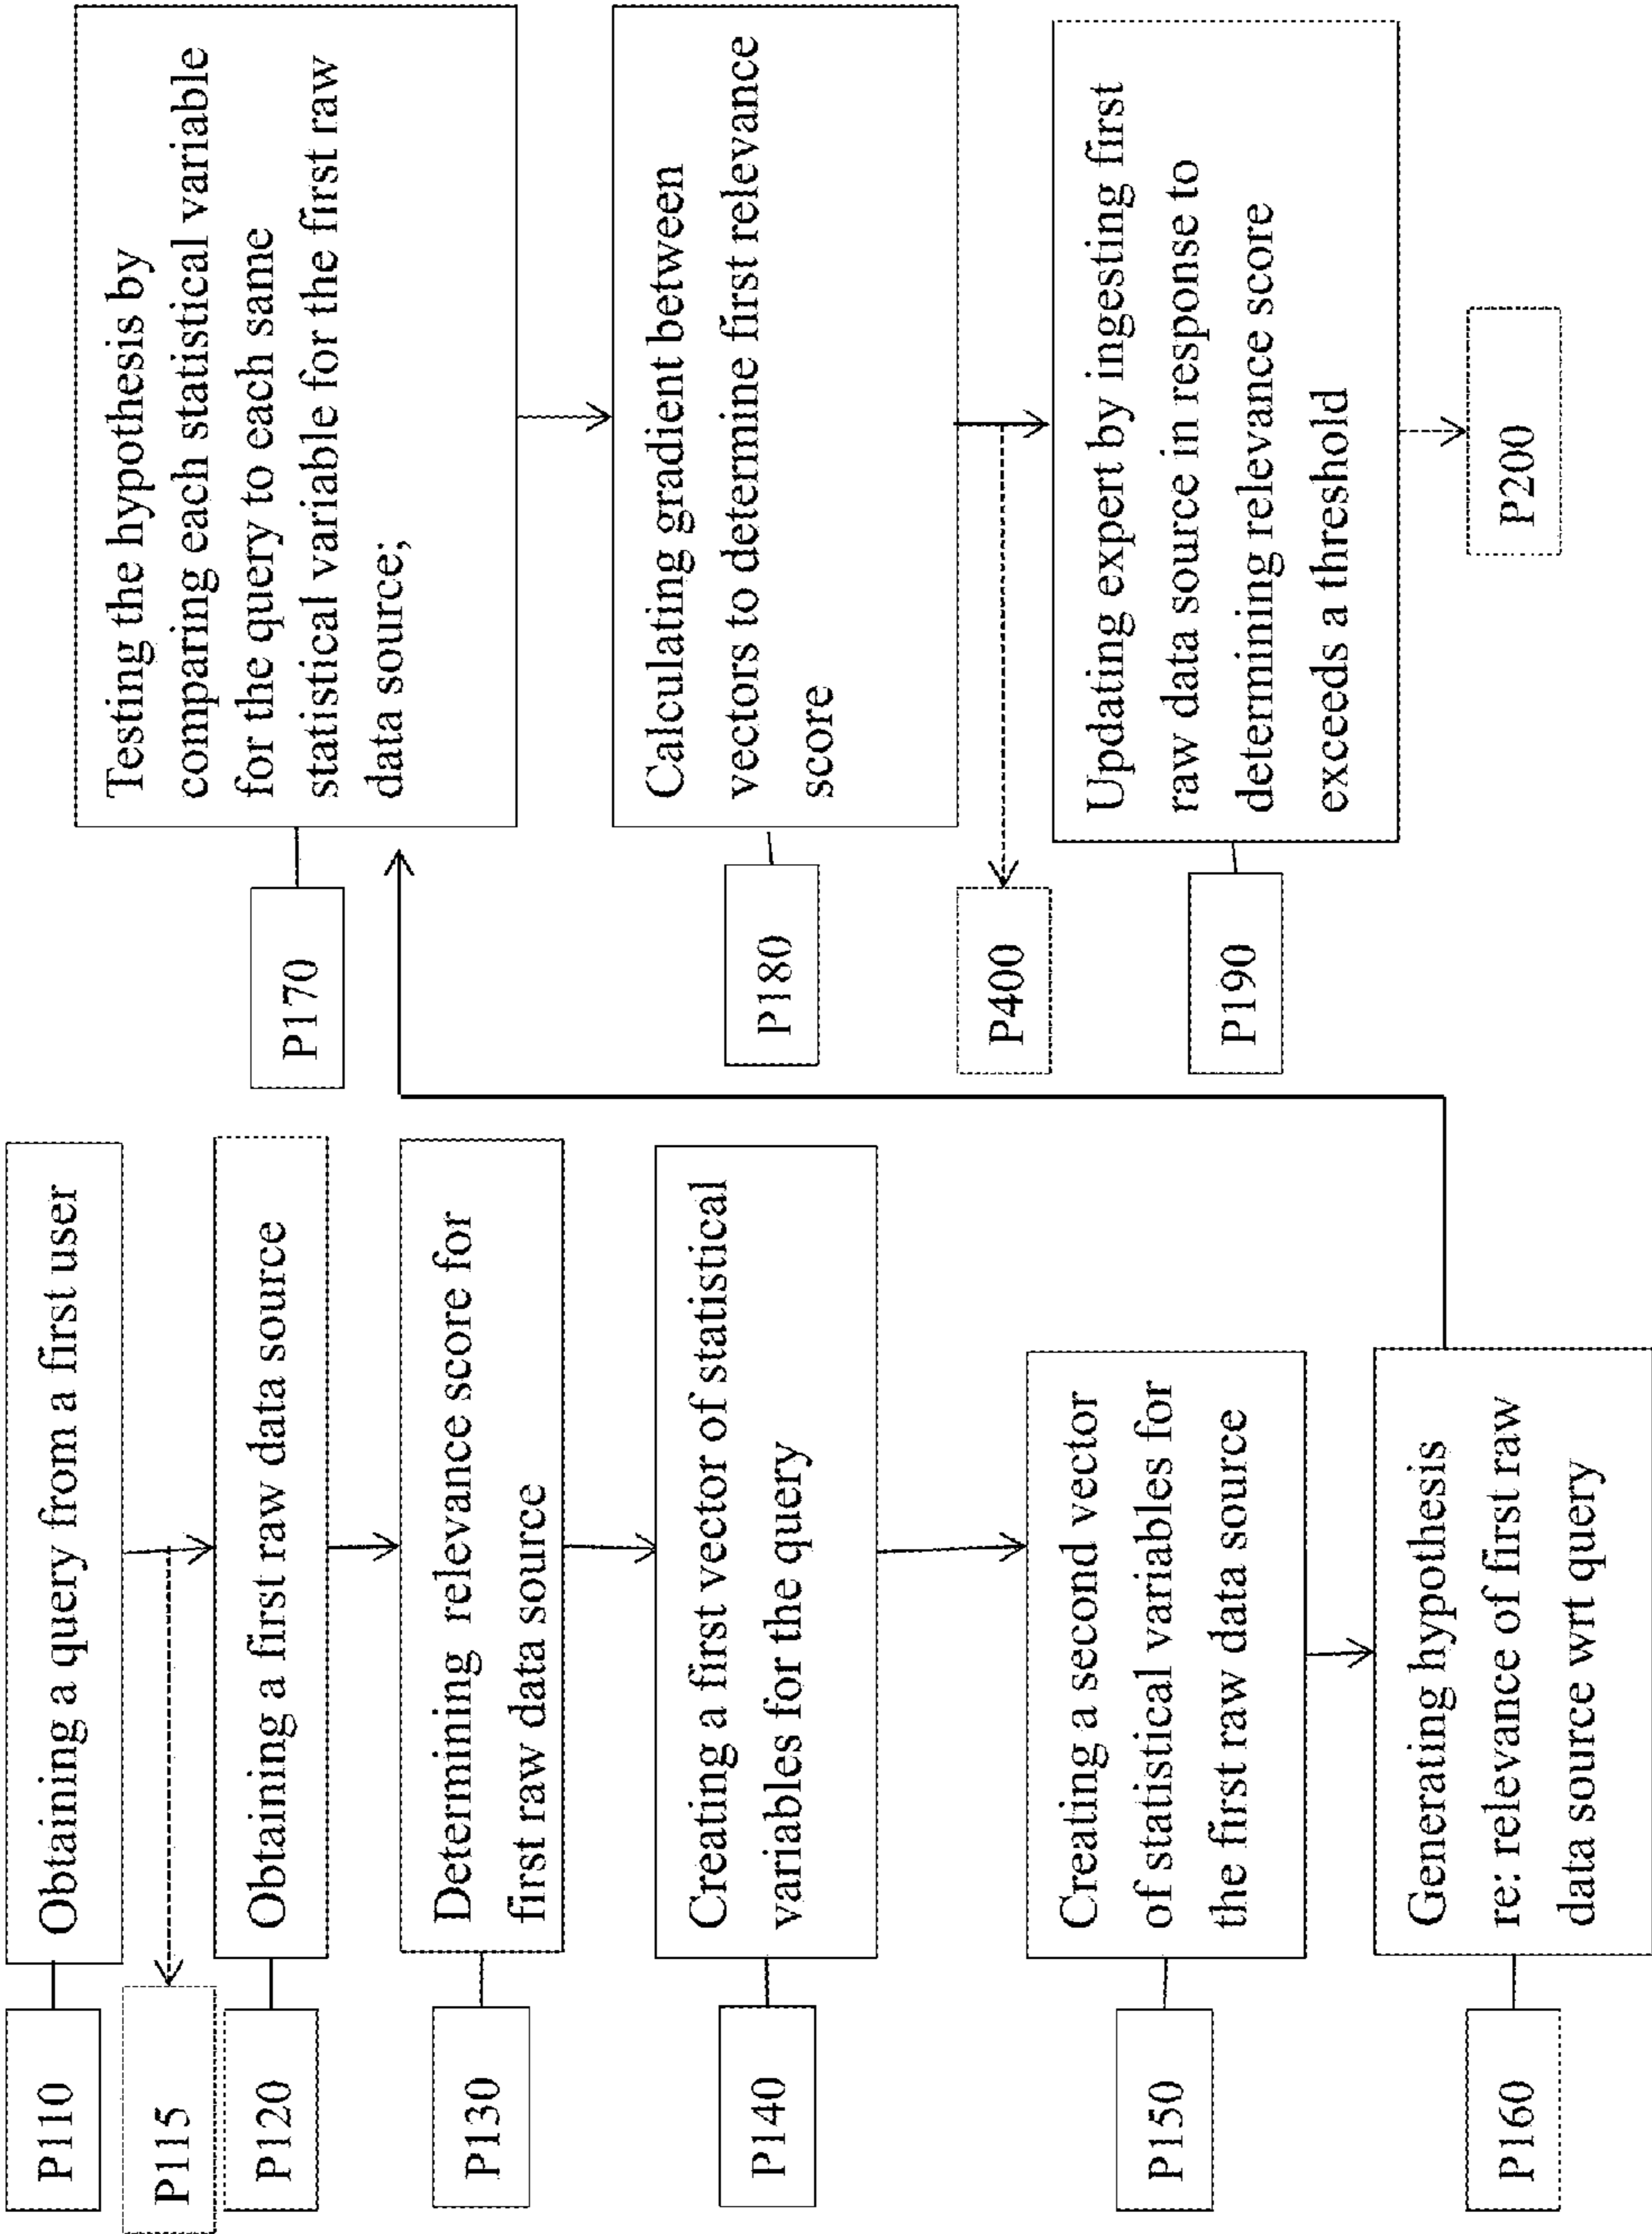 P110
Obtaining a query from a first user
P115
P120
Obtaining a first raw data source
P130
Determining relevance score for
first raw data source
P140
Creating a first vector of statistical
variables for the query
P150
Creating a second vector
of statistical variables for
the first raw data source
P160
Generating hypothesis
re: relevance of first raw
data source wrt query
P170
Testing the hypothesis by
comparing each statistical variable
for the query to each same
statistical variable for the first raw
data source;
P180
Calculating gradient between
vectors to determine first relevance
score
P400
P190
Updating expert by ingesting first
raw data source in response to
determining relevance score
exceeds a threshold
P200